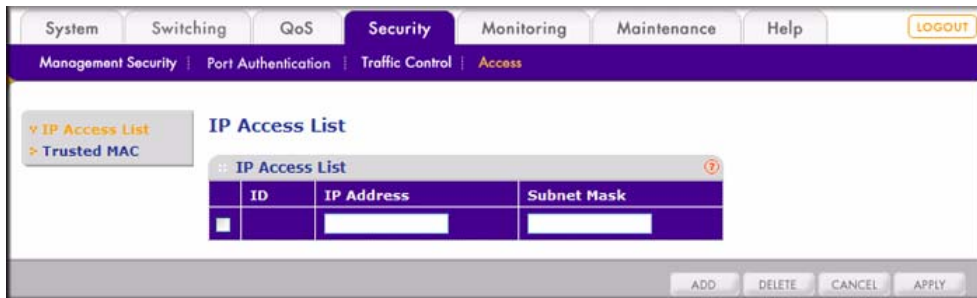 System Switching QoS Security Monitoring Maintenance Help LOGOUT
Management Security Port Authentication Traffic Control Access
IP Access List
Trusted MAC
IP Access List
IP Access List ?
ID IP Address Subnet Mask
ADD DELETE CANCEL APPLY